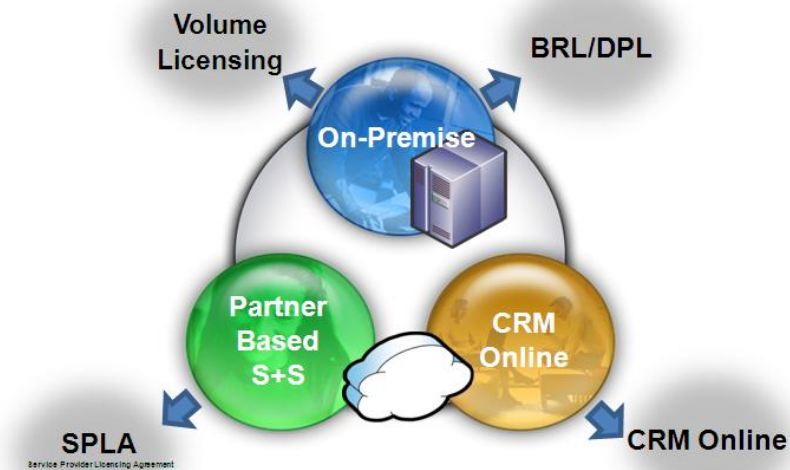 Volume
Licensing
BRL/DPL
On-Premise
Partner
Based
S+S
CRM
Online
SPLA
Service Provider Licensing Agreement
CRM Online